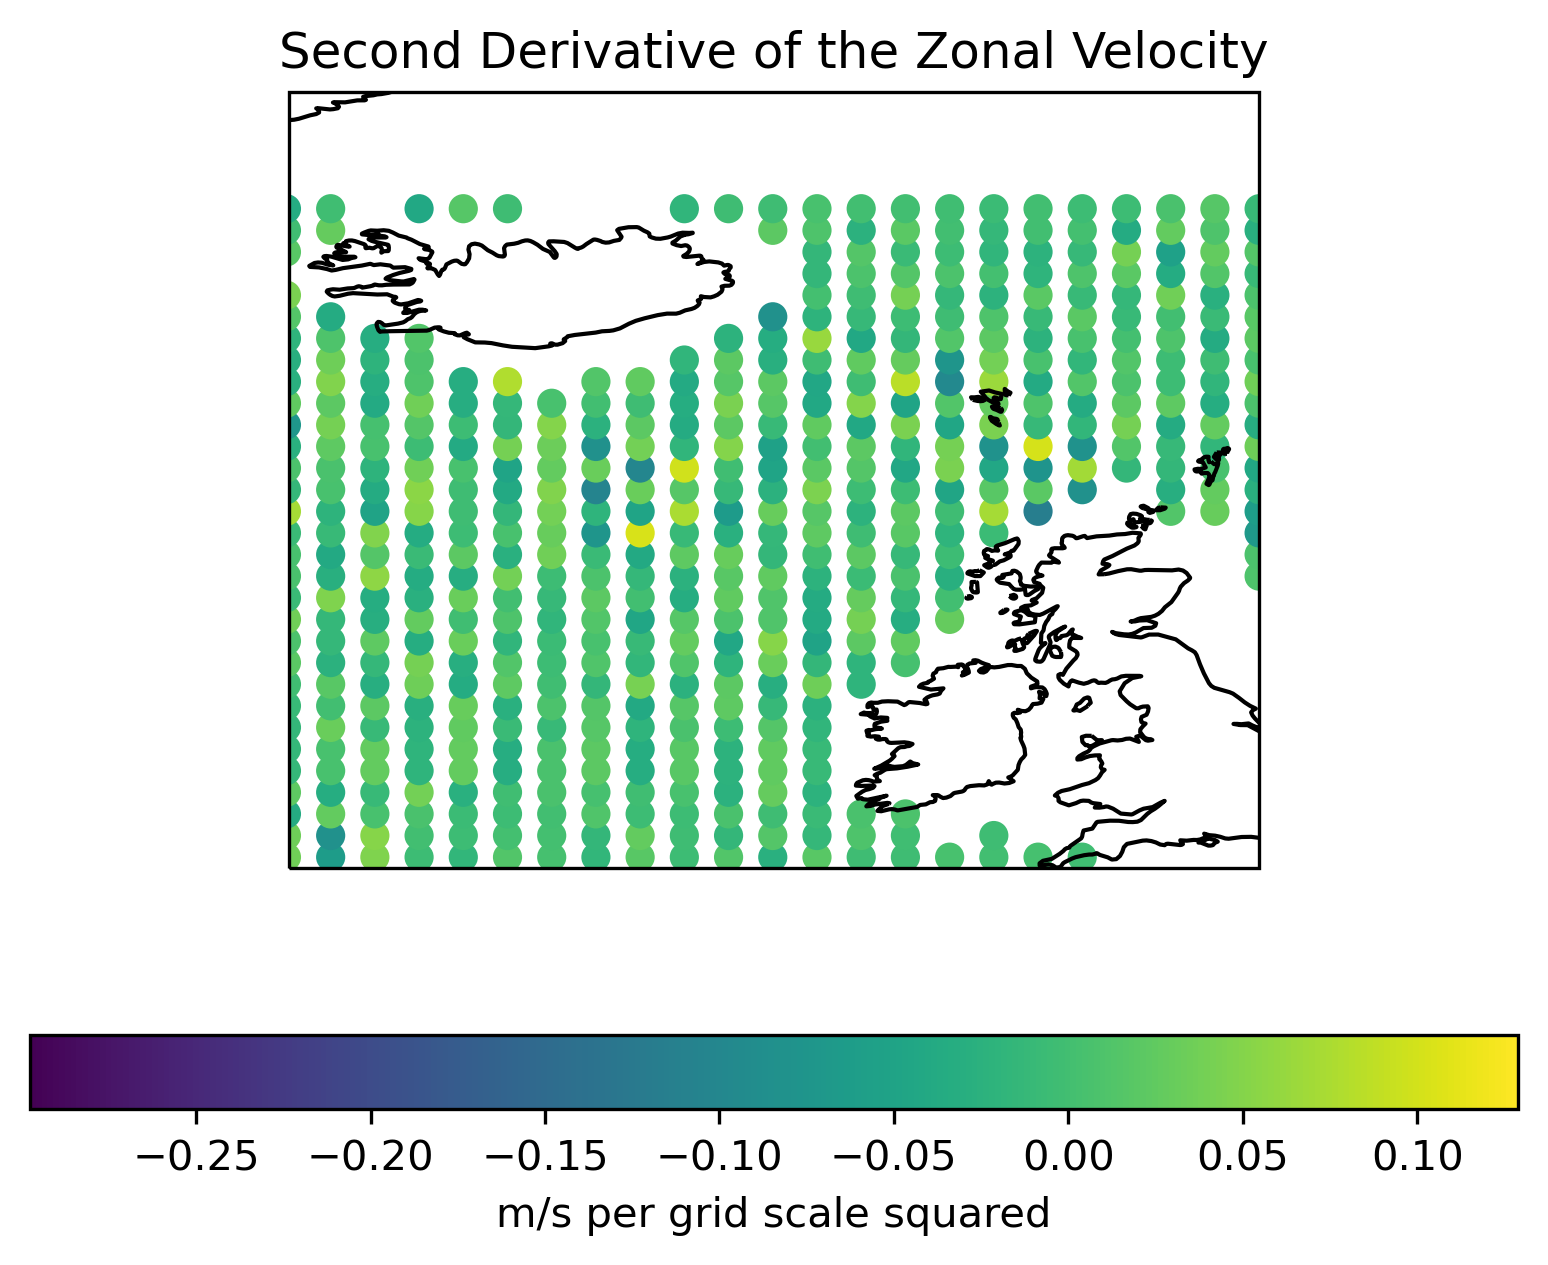 Second Derivative of the Zonal Velocity
−0.25 −0.20 −0.15 −0.10 −0.05 0.00 0.05 0.10
m/s per grid scale squared